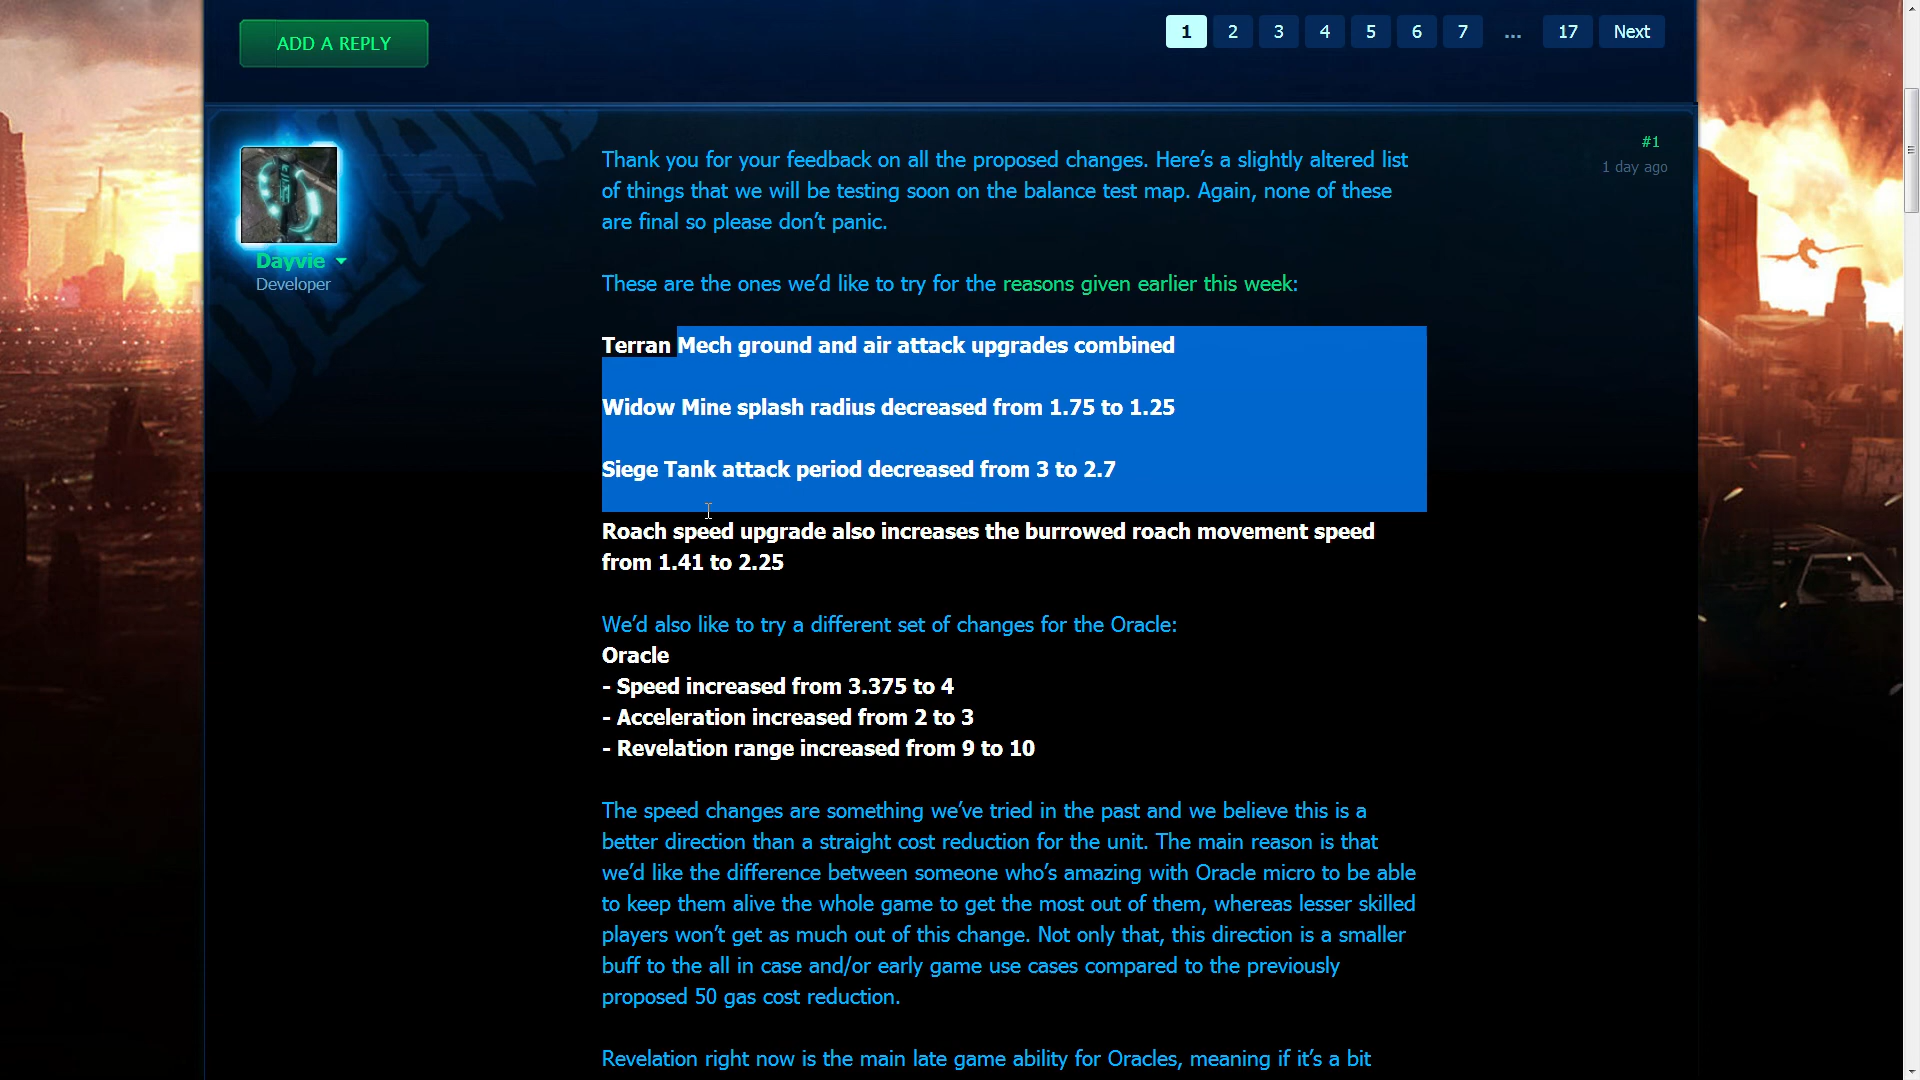 ADD A REPLY
1 2 3 4 5 6 7 ... 17 Next
#1
1 day ago
Dayvie
Developer
Thank you for your feedback on all the proposed changes. Here’s a slightly altered list
of things that we will be testing soon on the balance test map. Again, none of these
are final so please don’t panic.
These are the ones we’d like to try for the reasons given earlier this week:
Terran Mech ground and air attack upgrades combined
Widow Mine splash radius decreased from 1.75 to 1.25
Siege Tank attack period decreased from 3 to 2.7
Roach speed upgrade also increases the burrowed roach movement speed
from 1.41 to 2.25
We’d also like to try a different set of changes for the Oracle:
Oracle
- Speed increased from 3.375 to 4
- Acceleration increased from 2 to 3
- Revelation range increased from 9 to 10
The speed changes are something we’ve tried in the past and we believe this is a
better direction than a straight cost reduction for the unit. The main reason is that
we’d like the difference between someone who’s amazing with Oracle micro to be able
to keep them alive the whole game to get the most out of them, whereas lesser skilled
players won’t get as much out of this change. Not only that, this direction is a smaller
buff to the all in case and/or early game use cases compared to the previously
proposed 50 gas cost reduction.
Revelation right now is the main late game ability for Oracles, meaning if it’s a bit